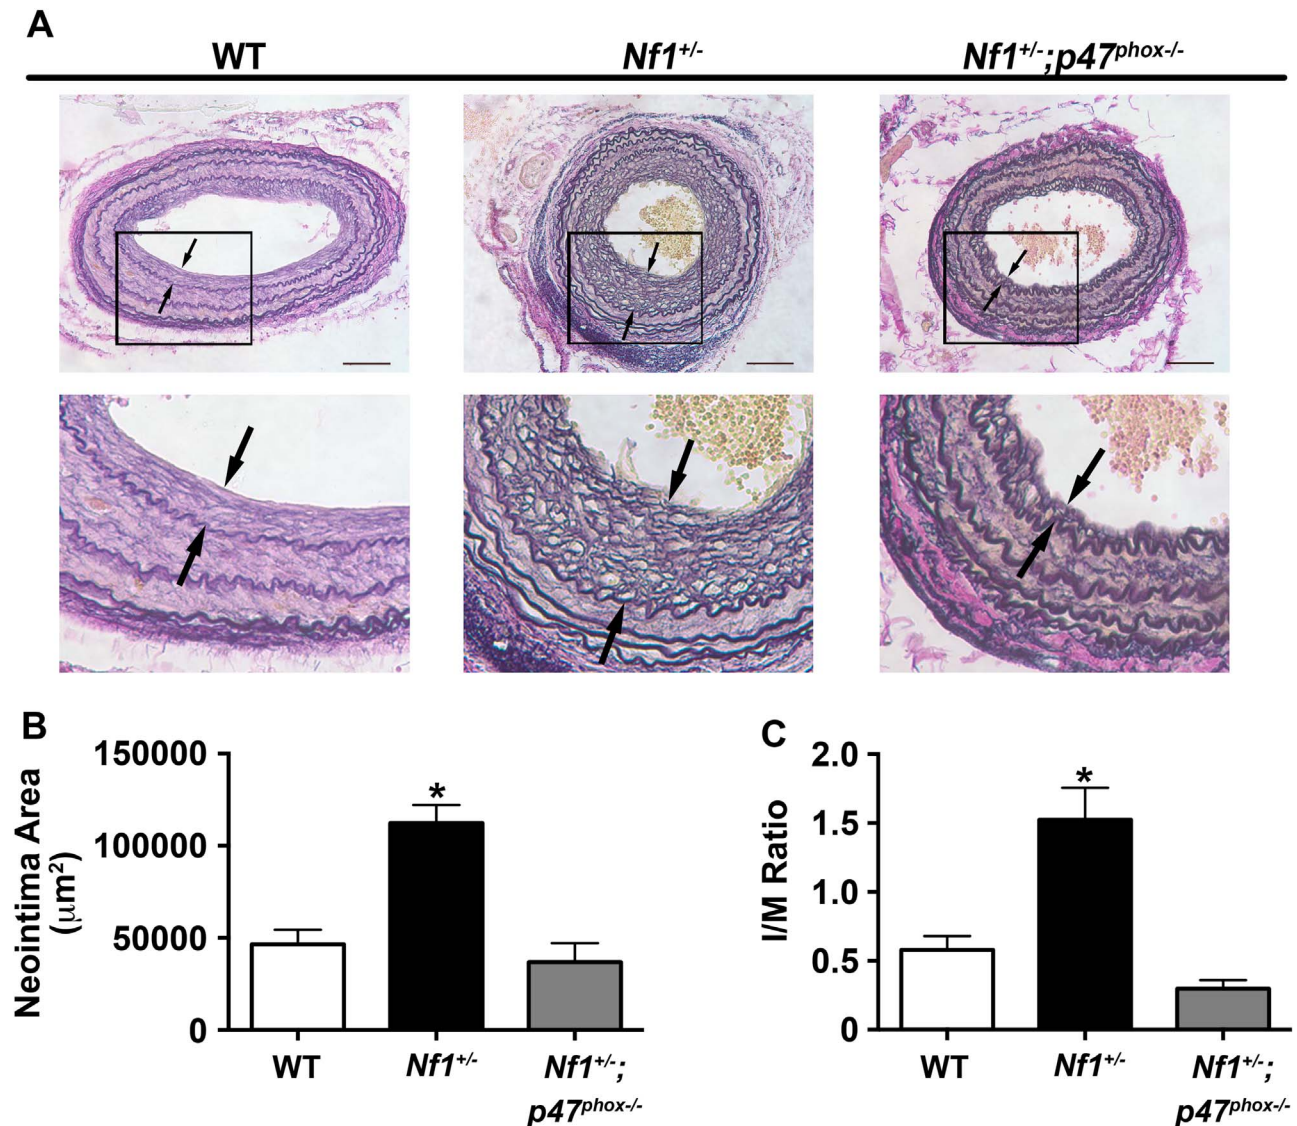 A
WT
Nf1+/-
Nf1+/-;p47phox-/-
B
Neointima Area
(μm2)
150000
100000
50000
0
*
WT
Nf1+/-
Nf1+/-;
p47phox-/-
C
I/M Ratio
2.0
1.5
1.0
0.5
0
*
WT
Nf1+/-
Nf1+/-;
p47phox-/-